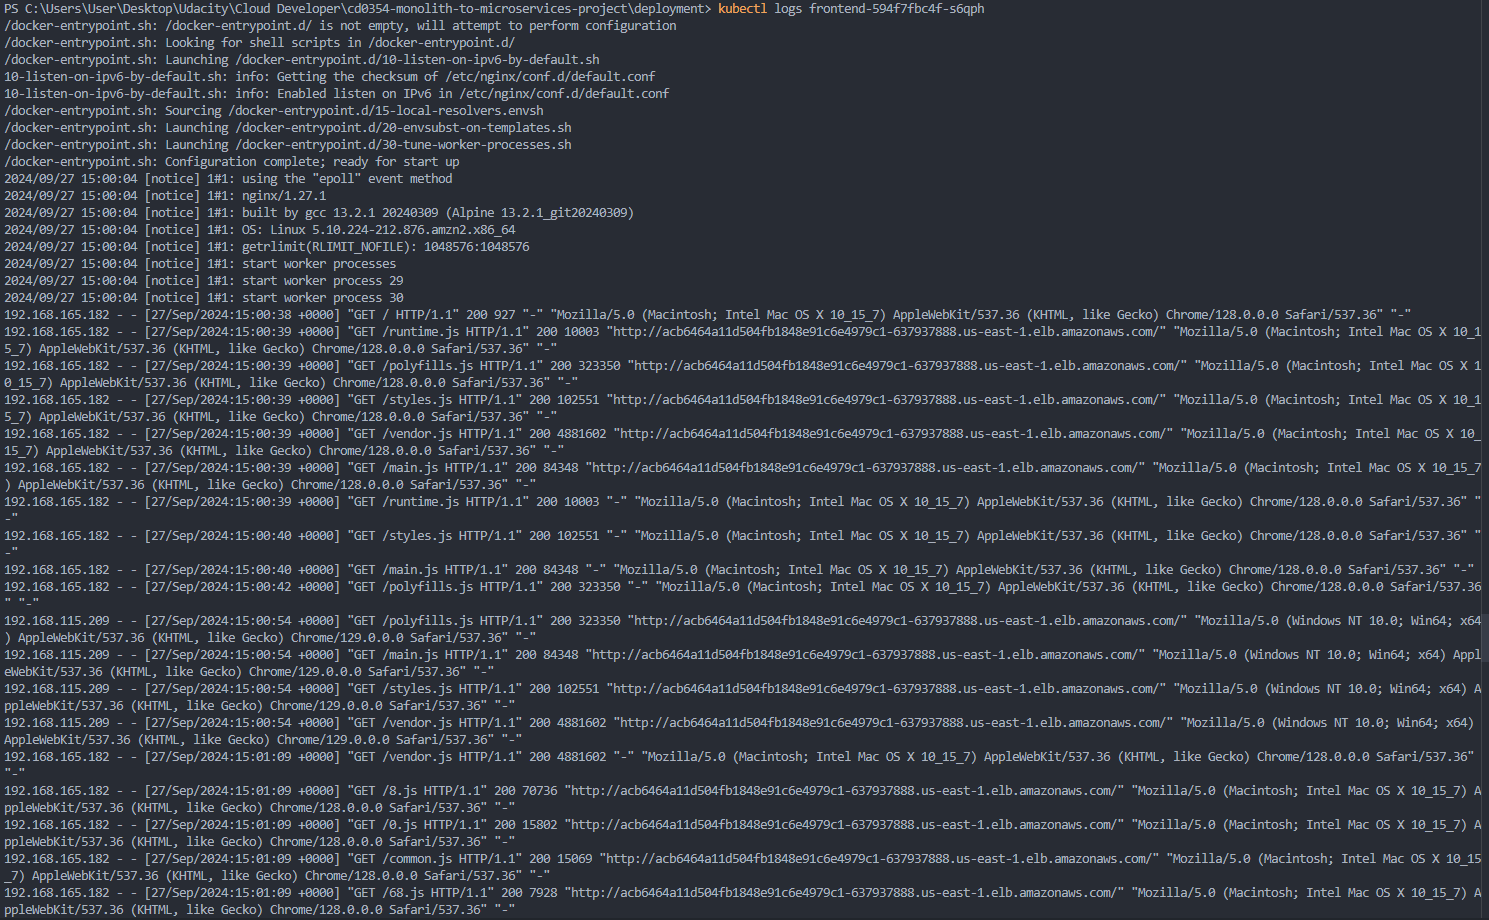 PS C:\Users\User\Desktop\Udacity\Cloud Developer\cd0354-monolith-to-microservices-project\deployment> kubectl logs frontend-594f7fbc4f-s6qph
/docker-entrypoint.sh: /docker-entrypoint.d/ is not empty, will attempt to perform configuration
/docker-entrypoint.sh: Looking for shell scripts in /docker-entrypoint.d/
/docker-entrypoint.sh: Launching /docker-entrypoint.d/10-listen-on-ipv6-by-default.sh
10-listen-on-ipv6-by-default.sh: info: Getting the checksum of /etc/nginx/conf.d/default.conf
10-listen-on-ipv6-by-default.sh: info: Enabled listen on IPv6 in /etc/nginx/conf.d/default.conf
/docker-entrypoint.sh: Sourcing /docker-entrypoint.d/15-local-resolvers.envsh
/docker-entrypoint.sh: Launching /docker-entrypoint.d/20-envsubst-on-templates.sh
/docker-entrypoint.sh: Launching /docker-entrypoint.d/30-tune-worker-processes.sh
/docker-entrypoint.sh: Configuration complete; ready for start up
2024/09/27 15:00:04 [notice] 1#1: using the "epoll" event method
2024/09/27 15:00:04 [notice] 1#1: nginx/1.27.1
2024/09/27 15:00:04 [notice] 1#1: built by gcc 13.2.1 20240309 (Alpine 13.2.1_git20240309)
2024/09/27 15:00:04 [notice] 1#1: OS: Linux 5.10.224-212.876.amzn2.x86_64
2024/09/27 15:00:04 [notice] 1#1: getrlimit(RLIMIT_NOFILE): 1048576:1048576
2024/09/27 15:00:04 [notice] 1#1: start worker processes
2024/09/27 15:00:04 [notice] 1#1: start worker process 29
2024/09/27 15:00:04 [notice] 1#1: start worker process 30
192.168.165.182 - - [27/Sep/2024:15:00:38 +0000] "GET / HTTP/1.1" 200 927 "-" "Mozilla/5.0 (Macintosh; Intel Mac OS X 10_15_7) AppleWebKit/537.36 (KHTML, like Gecko) Chrome/128.0.0.0 Safari/537.36" "-"
192.168.165.182 - - [27/Sep/2024:15:00:39 +0000] "GET /runtime.js HTTP/1.1" 200 10003 "http://acb6464a11d504fb1848e91c6e4979c1-637937888.us-east-1.elb.amazonaws.com/" "Mozilla/5.0 (Macintosh; Intel Mac OS X 10_1
5_7) AppleWebKit/537.36 (KHTML, like Gecko) Chrome/128.0.0.0 Safari/537.36" "-"
192.168.165.182 - - [27/Sep/2024:15:00:39 +0000] "GET /polyfills.js HTTP/1.1" 200 323350 "http://acb6464a11d504fb1848e91c6e4979c1-637937888.us-east-1.elb.amazonaws.com/" "Mozilla/5.0 (Macintosh; Intel Mac OS X 1
0_15_7) AppleWebKit/537.36 (KHTML, like Gecko) Chrome/128.0.0.0 Safari/537.36" "-"
192.168.165.182 - - [27/Sep/2024:15:00:39 +0000] "GET /styles.js HTTP/1.1" 200 102551 "http://acb6464a11d504fb1848e91c6e4979c1-637937888.us-east-1.elb.amazonaws.com/" "Mozilla/5.0 (Macintosh; Intel Mac OS X 10_1
5_7) AppleWebKit/537.36 (KHTML, like Gecko) Chrome/128.0.0.0 Safari/537.36" "-"
192.168.165.182 - - [27/Sep/2024:15:00:39 +0000] "GET /vendor.js HTTP/1.1" 200 4881602 "http://acb6464a11d504fb1848e91c6e4979c1-637937888.us-east-1.elb.amazonaws.com/" "Mozilla/5.0 (Macintosh; Intel Mac OS X 10_
15_7) AppleWebKit/537.36 (KHTML, like Gecko) Chrome/128.0.0.0 Safari/537.36" "-"
192.168.165.182 - - [27/Sep/2024:15:00:39 +0000] "GET /main.js HTTP/1.1" 200 84348 "http://acb6464a11d504fb1848e91c6e4979c1-637937888.us-east-1.elb.amazonaws.com/" "Mozilla/5.0 (Macintosh; Intel Mac OS X 10_15_7
) AppleWebKit/537.36 (KHTML, like Gecko) Chrome/128.0.0.0 Safari/537.36" "-"
192.168.165.182 - - [27/Sep/2024:15:00:39 +0000] "GET /runtime.js HTTP/1.1" 200 10003 "-" "Mozilla/5.0 (Macintosh; Intel Mac OS X 10_15_7) AppleWebKit/537.36 (KHTML, like Gecko) Chrome/128.0.0.0 Safari/537.36" "
-"
192.168.165.182 - - [27/Sep/2024:15:00:40 +0000] "GET /styles.js HTTP/1.1" 200 102551 "-" "Mozilla/5.0 (Macintosh; Intel Mac OS X 10_15_7) AppleWebKit/537.36 (KHTML, like Gecko) Chrome/128.0.0.0 Safari/537.36" "
-"
192.168.165.182 - - [27/Sep/2024:15:00:40 +0000] "GET /main.js HTTP/1.1" 200 84348 "-" "Mozilla/5.0 (Macintosh; Intel Mac OS X 10_15_7) AppleWebKit/537.36 (KHTML, like Gecko) Chrome/128.0.0.0 Safari/537.36" "-"
192.168.165.182 - - [27/Sep/2024:15:00:42 +0000] "GET /polyfills.js HTTP/1.1" 200 323350 "-" "Mozilla/5.0 (Macintosh; Intel Mac OS X 10_15_7) AppleWebKit/537.36 (KHTML, like Gecko) Chrome/128.0.0.0 Safari/537.36
" "-"
192.168.115.209 - - [27/Sep/2024:15:00:54 +0000] "GET /polyfills.js HTTP/1.1" 200 323350 "http://acb6464a11d504fb1848e91c6e4979c1-637937888.us-east-1.elb.amazonaws.com/" "Mozilla/5.0 (Windows NT 10.0; Win64; x64
) AppleWebKit/537.36 (KHTML, like Gecko) Chrome/129.0.0.0 Safari/537.36" "-"
192.168.115.209 - - [27/Sep/2024:15:00:54 +0000] "GET /main.js HTTP/1.1" 200 84348 "http://acb6464a11d504fb1848e91c6e4979c1-637937888.us-east-1.elb.amazonaws.com/" "Mozilla/5.0 (Windows NT 10.0; Win64; x64) Appl
eWebKit/537.36 (KHTML, like Gecko) Chrome/129.0.0.0 Safari/537.36" "-"
192.168.115.209 - - [27/Sep/2024:15:00:54 +0000] "GET /styles.js HTTP/1.1" 200 102551 "http://acb6464a11d504fb1848e91c6e4979c1-637937888.us-east-1.elb.amazonaws.com/" "Mozilla/5.0 (Windows NT 10.0; Win64; x64) A
ppleWebKit/537.36 (KHTML, like Gecko) Chrome/129.0.0.0 Safari/537.36" "-"
192.168.115.209 - - [27/Sep/2024:15:00:54 +0000] "GET /vendor.js HTTP/1.1" 200 4881602 "http://acb6464a11d504fb1848e91c6e4979c1-637937888.us-east-1.elb.amazonaws.com/" "Mozilla/5.0 (Windows NT 10.0; Win64; x64)
AppleWebKit/537.36 (KHTML, like Gecko) Chrome/129.0.0.0 Safari/537.36" "-"
192.168.165.182 - - [27/Sep/2024:15:01:09 +0000] "GET /vendor.js HTTP/1.1" 200 4881602 "-" "Mozilla/5.0 (Macintosh; Intel Mac OS X 10_15_7) AppleWebKit/537.36 (KHTML, like Gecko) Chrome/128.0.0.0 Safari/537.36"
"-"
192.168.165.182 - - [27/Sep/2024:15:01:09 +0000] "GET /8.js HTTP/1.1" 200 70736 "http://acb6464a11d504fb1848e91c6e4979c1-637937888.us-east-1.elb.amazonaws.com/" "Mozilla/5.0 (Macintosh; Intel Mac OS X 10_15_7) A
ppleWebKit/537.36 (KHTML, like Gecko) Chrome/128.0.0.0 Safari/537.36" "-"
192.168.165.182 - - [27/Sep/2024:15:01:09 +0000] "GET /0.js HTTP/1.1" 200 15802 "http://acb6464a11d504fb1848e91c6e4979c1-637937888.us-east-1.elb.amazonaws.com/" "Mozilla/5.0 (Macintosh; Intel Mac OS X 10_15_7) A
ppleWebKit/537.36 (KHTML, like Gecko) Chrome/128.0.0.0 Safari/537.36" "-"
192.168.165.182 - - [27/Sep/2024:15:01:09 +0000] "GET /common.js HTTP/1.1" 200 15069 "http://acb6464a11d504fb1848e91c6e4979c1-637937888.us-east-1.elb.amazonaws.com/" "Mozilla/5.0 (Macintosh; Intel Mac OS X 10_15
_7) AppleWebKit/537.36 (KHTML, like Gecko) Chrome/128.0.0.0 Safari/537.36" "-"
192.168.165.182 - - [27/Sep/2024:15:01:09 +0000] "GET /68.js HTTP/1.1" 200 7928 "http://acb6464a11d504fb1848e91c6e4979c1-637937888.us-east-1.elb.amazonaws.com/" "Mozilla/5.0 (Macintosh; Intel Mac OS X 10_15_7) A
ppleWebKit/537.36 (KHTML, like Gecko) Chrome/128.0.0.0 Safari/537.36" "-"